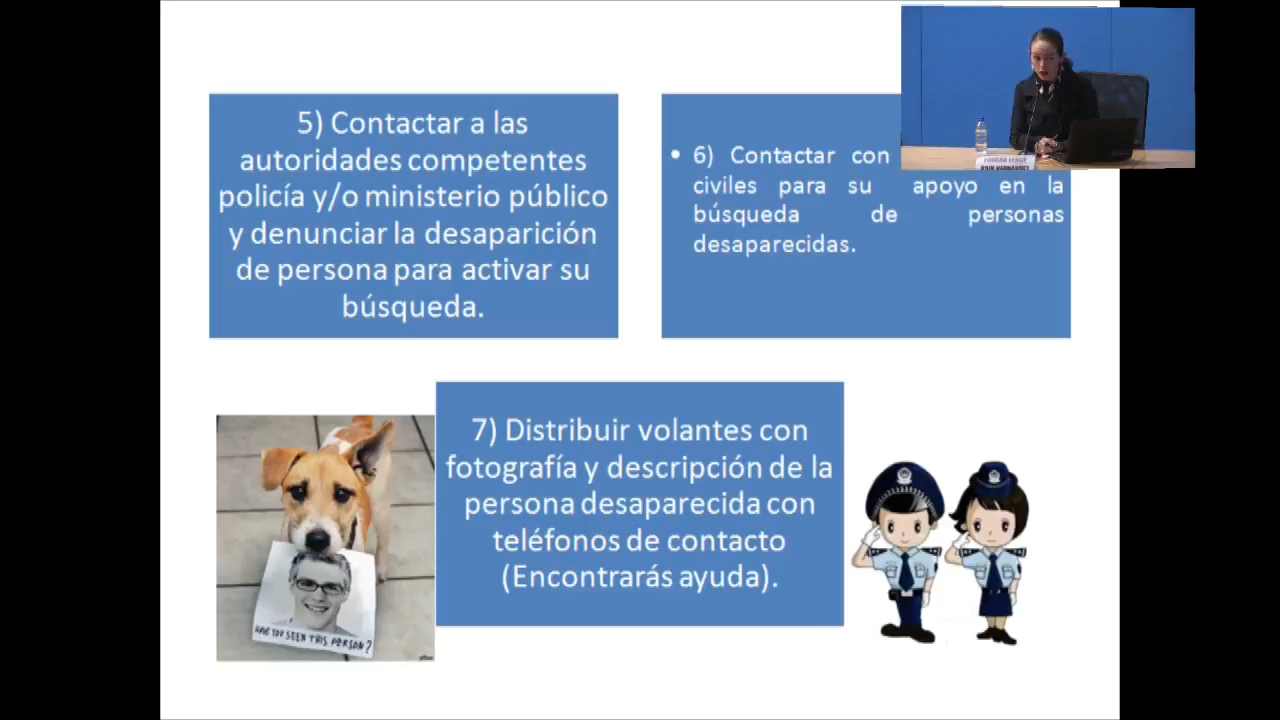 5) Contactar a las
autoridades competentes
policía y/o ministerio público
y denunciar la desaparición
de persona para activar su
búsqueda.
• 6) Contactar con
civiles para su apoyo en la
búsqueda de personas
desaparecidas.
7) Distribuir volantes con
fotografía y descripción de la
persona desaparecida con
teléfonos de contacto
(Encontrarás ayuda).
HAVE YOU SEEN THIS PERSON?